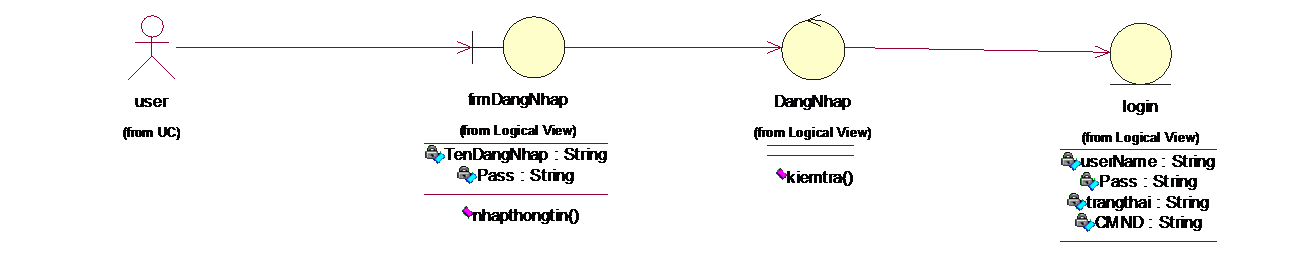 user
(from UC)
frmDangNhap
(from Logical View)
TenDangNhap : String
Pass : String
nhapthongtin()
DangNhap
(from Logical View)
kiemtra()
login
(from Logical View)
userName : String
Pass : String
trangthai : String
CMND : String